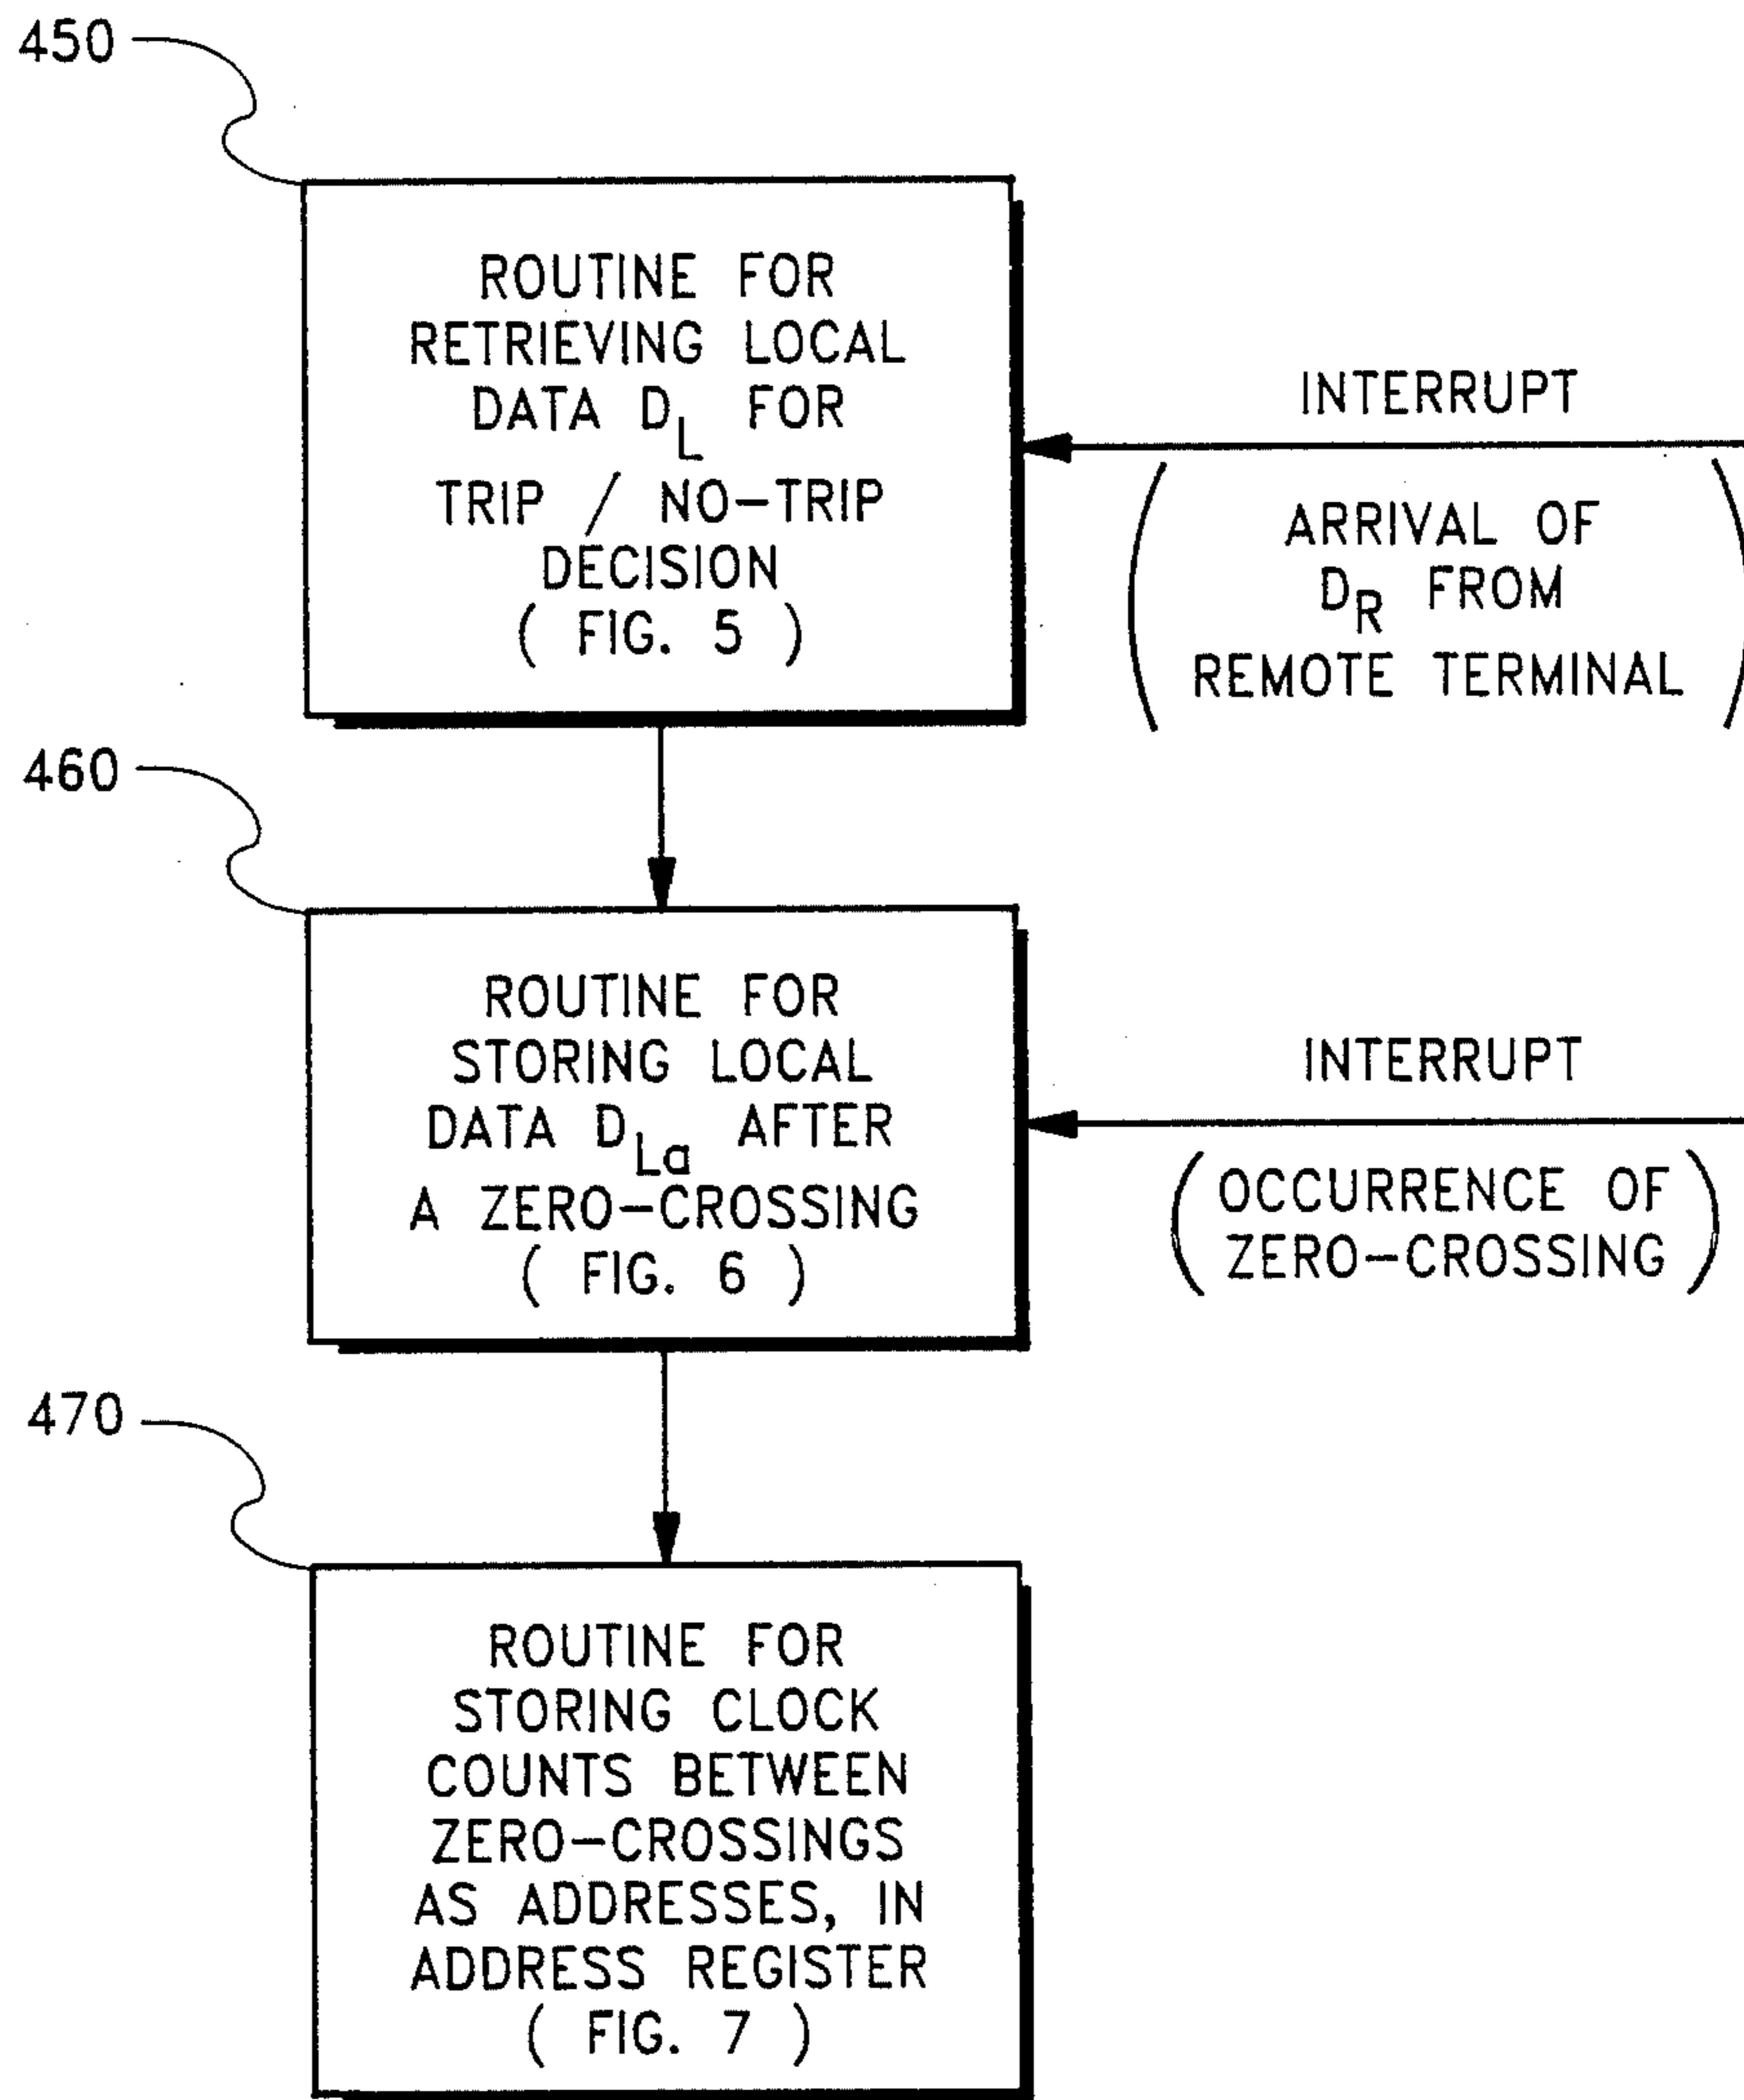 450
ROUTINE FOR
RETRIEVING LOCAL
DATA D_L FOR
TRIP / NO-TRIP
DECISION
( FIG. 5 )
INTERRUPT
( ARRIVAL OF
D_R FROM
REMOTE TERMINAL )
460
ROUTINE FOR
STORING LOCAL
DATA D_La AFTER
A ZERO-CROSSING
( FIG. 6 )
INTERRUPT
( OCCURRENCE OF
ZERO-CROSSING )
470
ROUTINE FOR
STORING CLOCK
COUNTS BETWEEN
ZERO-CROSSINGS
AS ADDRESSES, IN
ADDRESS REGISTER
( FIG. 7 )